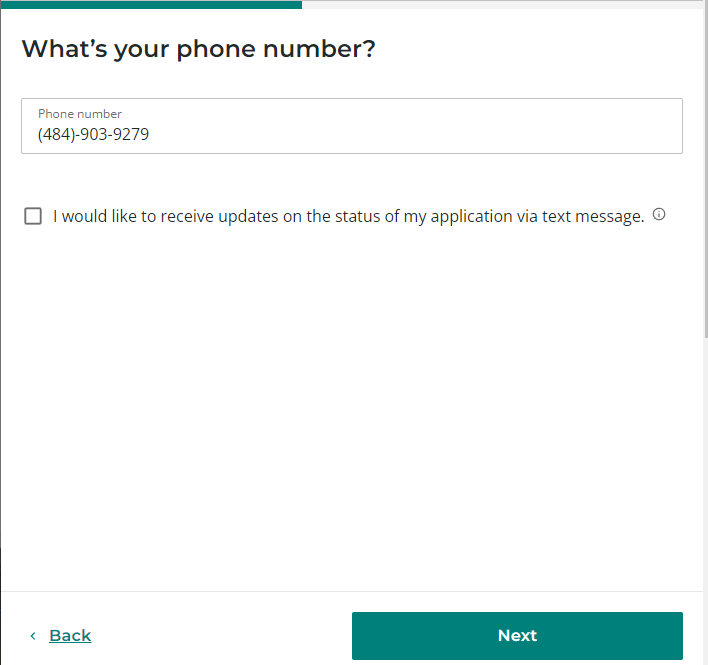 What’s your phone number?
Phone number
(484)-903-9279
I would like to receive updates on the status of my application via text message.
Back
Next